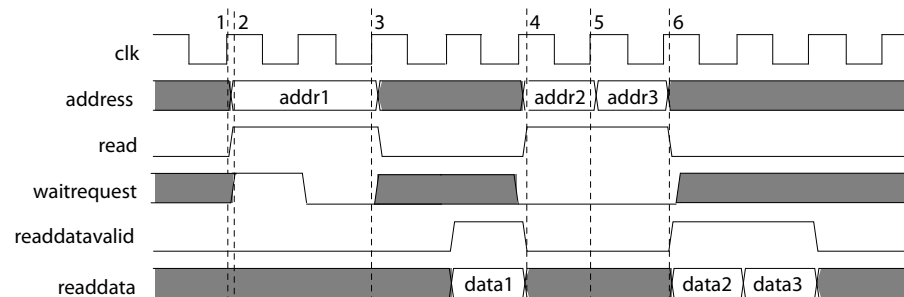 1 2 3 4 5 6
clk
address addr1 addr2 addr3
read
waitrequest
readdatavalid
readdata data1 data2 data3